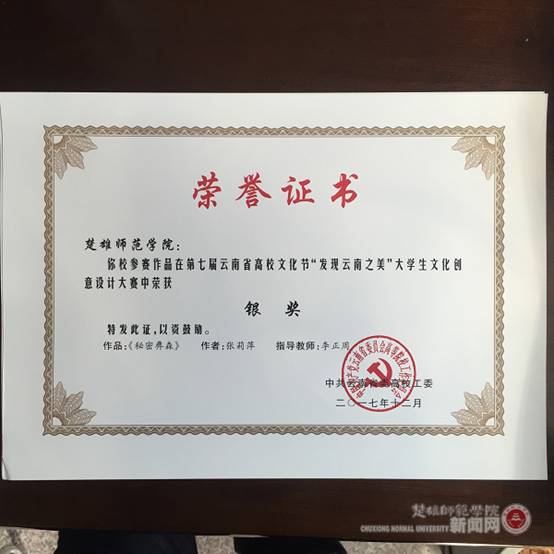 荣誉证书
楚雄师范学院：
你校参赛作品在第七届云南省高校文化节“发现云南之美”大学生文化创
意设计大赛中荣获
银奖
特发此证，以资鼓励。
作品：《秘密彝森》 作者：张莉萍 指导教师：李正周
中共云南省委高校工委
二〇一七年十二月
楚雄師範學院
CHUXIONG NORMAL UNIVERSITY 新闻网